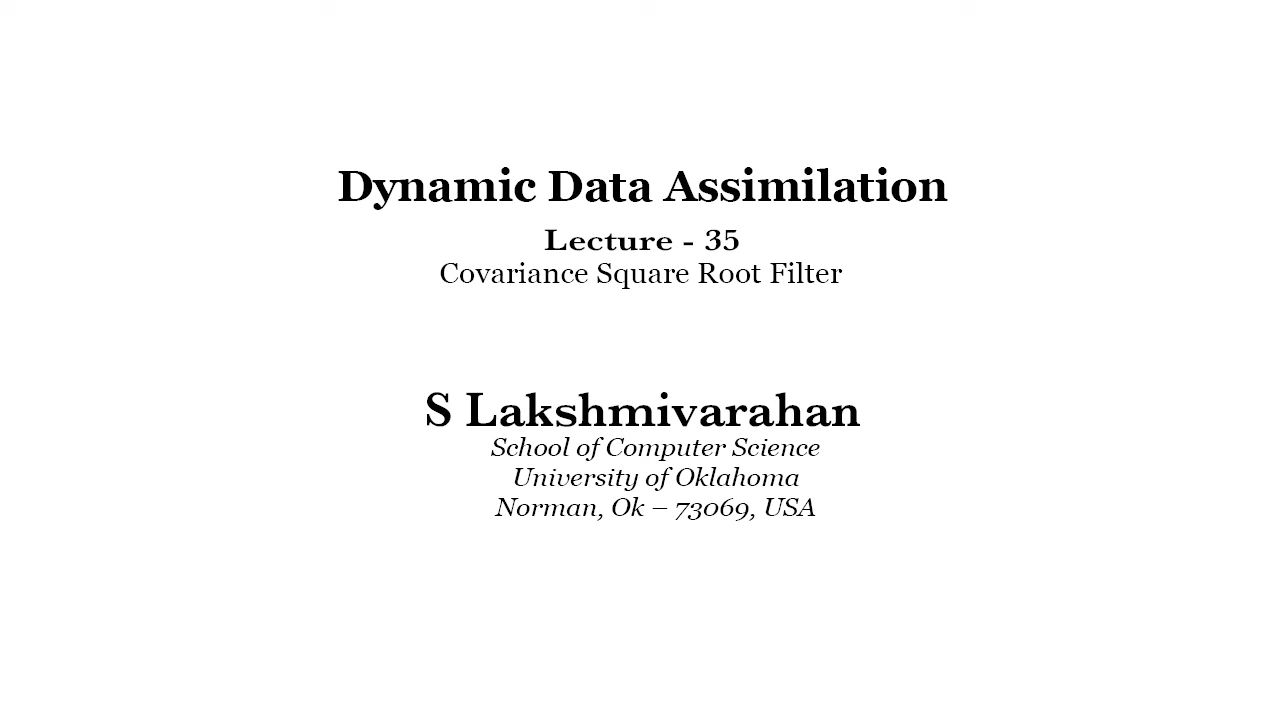 Dynamic Data Assimilation
Lecture - 35
Covariance Square Root Filter
S Lakshmivarahan
School of Computer Science
University of Oklahoma
Norman, Ok – 73069, USA